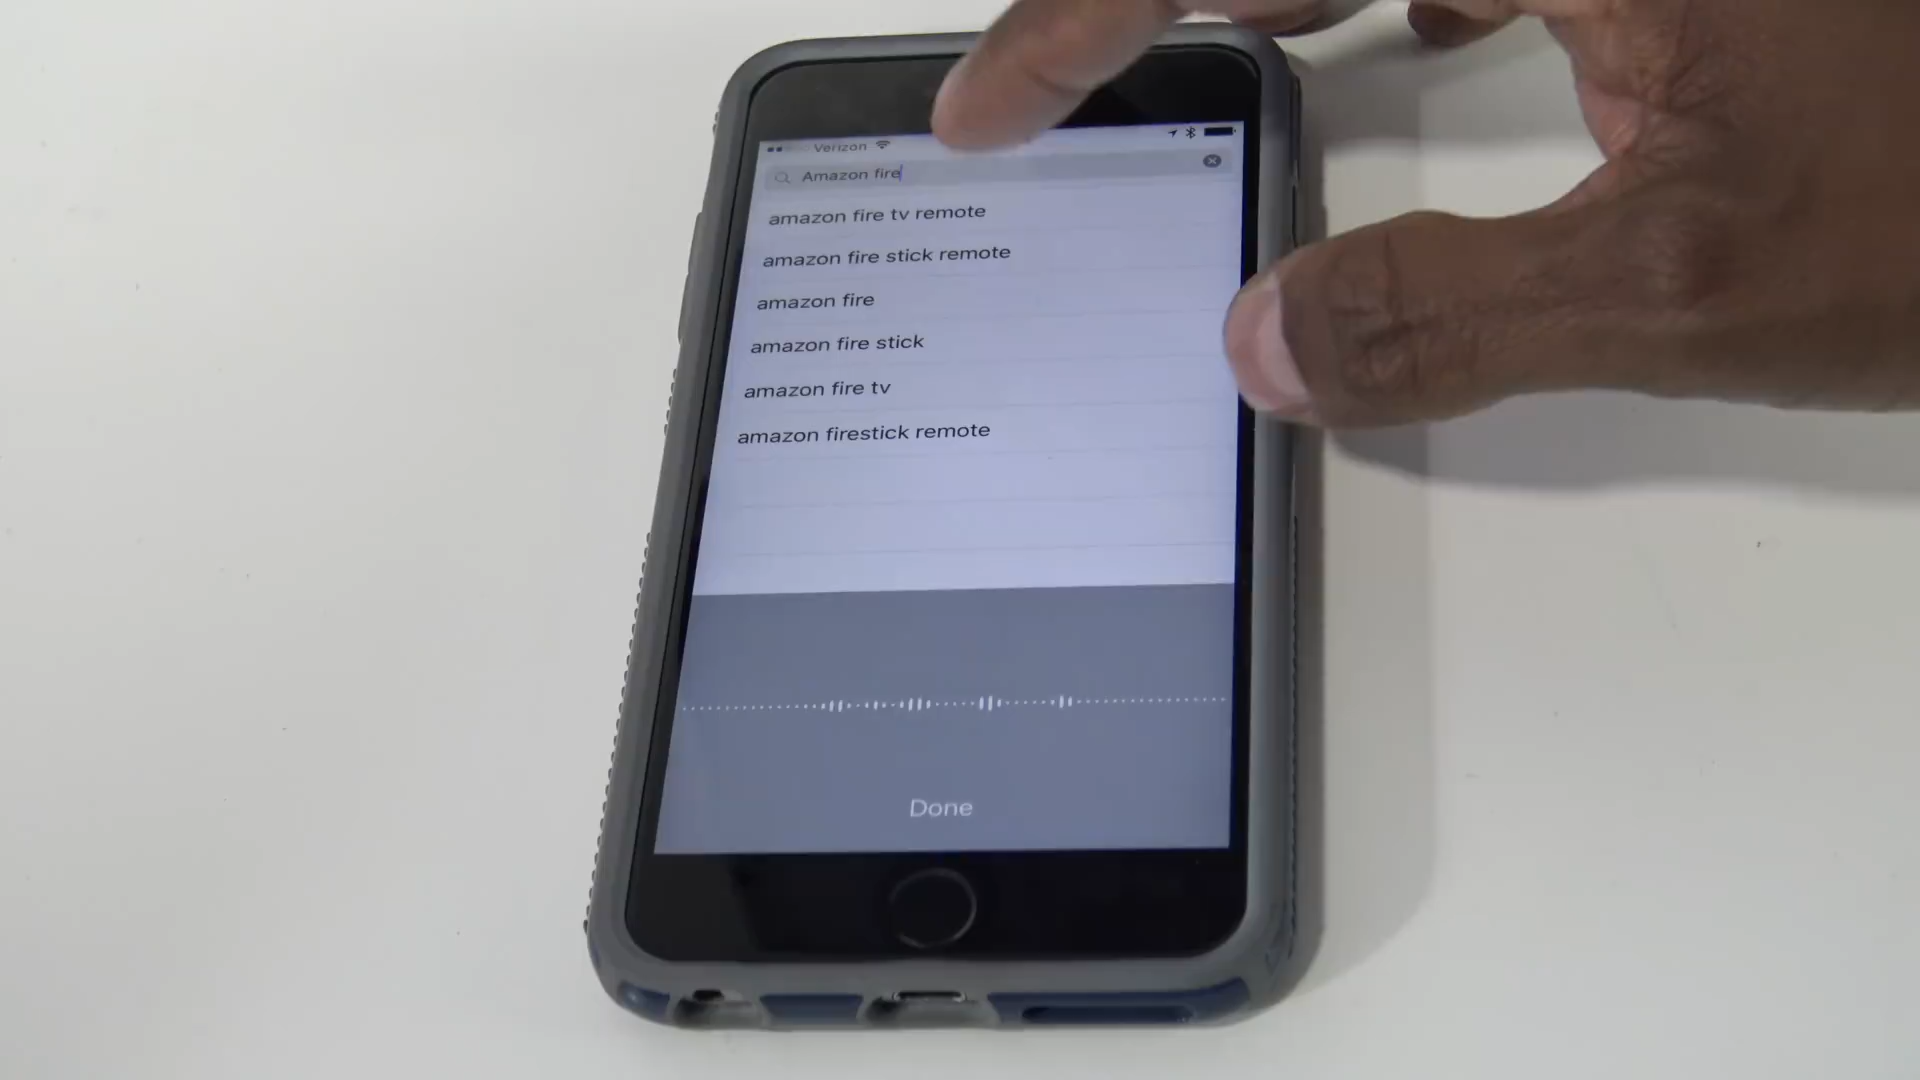 Verizon
Amazon fire
amazon fire tv remote
amazon fire stick remote
amazon fire
amazon fire stick
amazon fire tv
amazon firestick remote
Done